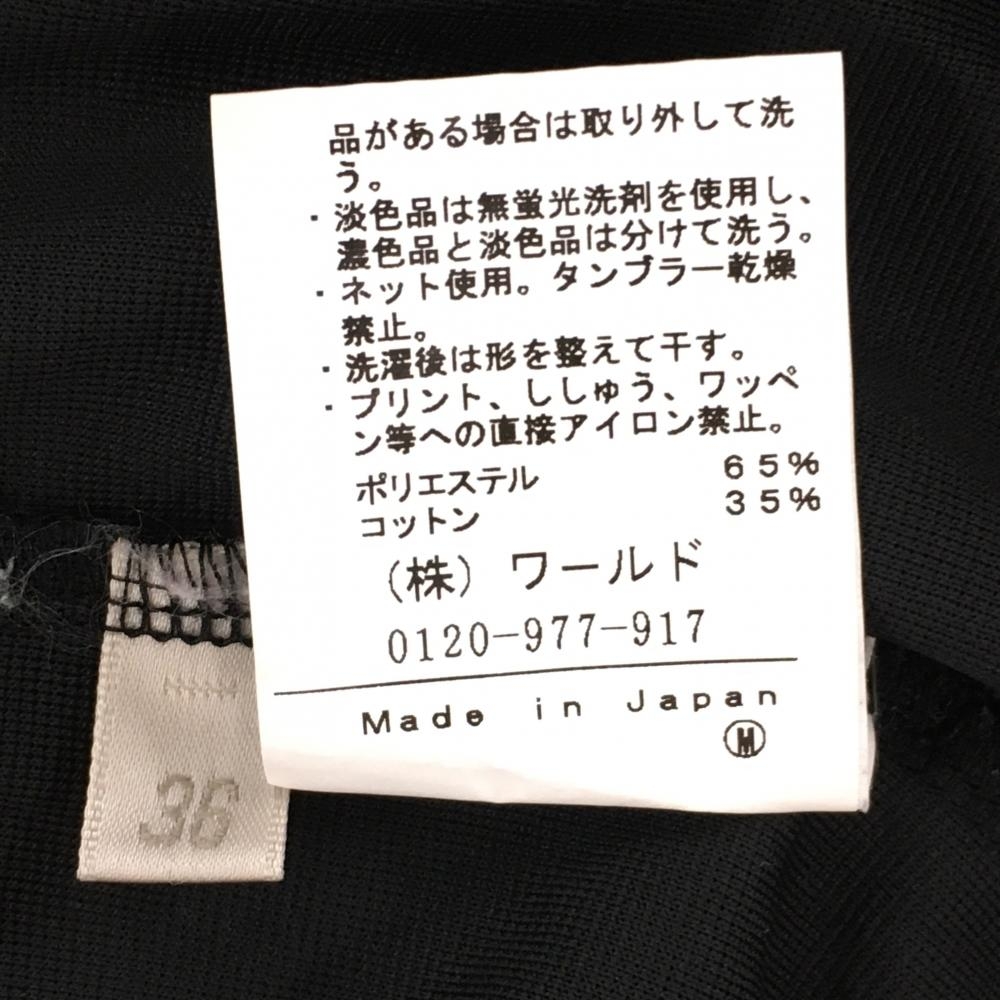 品がある場合は取り外して洗
う。
・淡色品は無蛍光洗剤を使用し、
濃色品と淡色品は分けて洗う。
・ネット使用。タンブラー乾燥
禁止。
・洗濯後は形を整えて干す。
・プリント、ししゅう、ワッペ
ン等への直接アイロン禁止。
ポリエステル 65%
コットン 35%
(株) ワールド
0120-977-917
Made in Japan
M
36